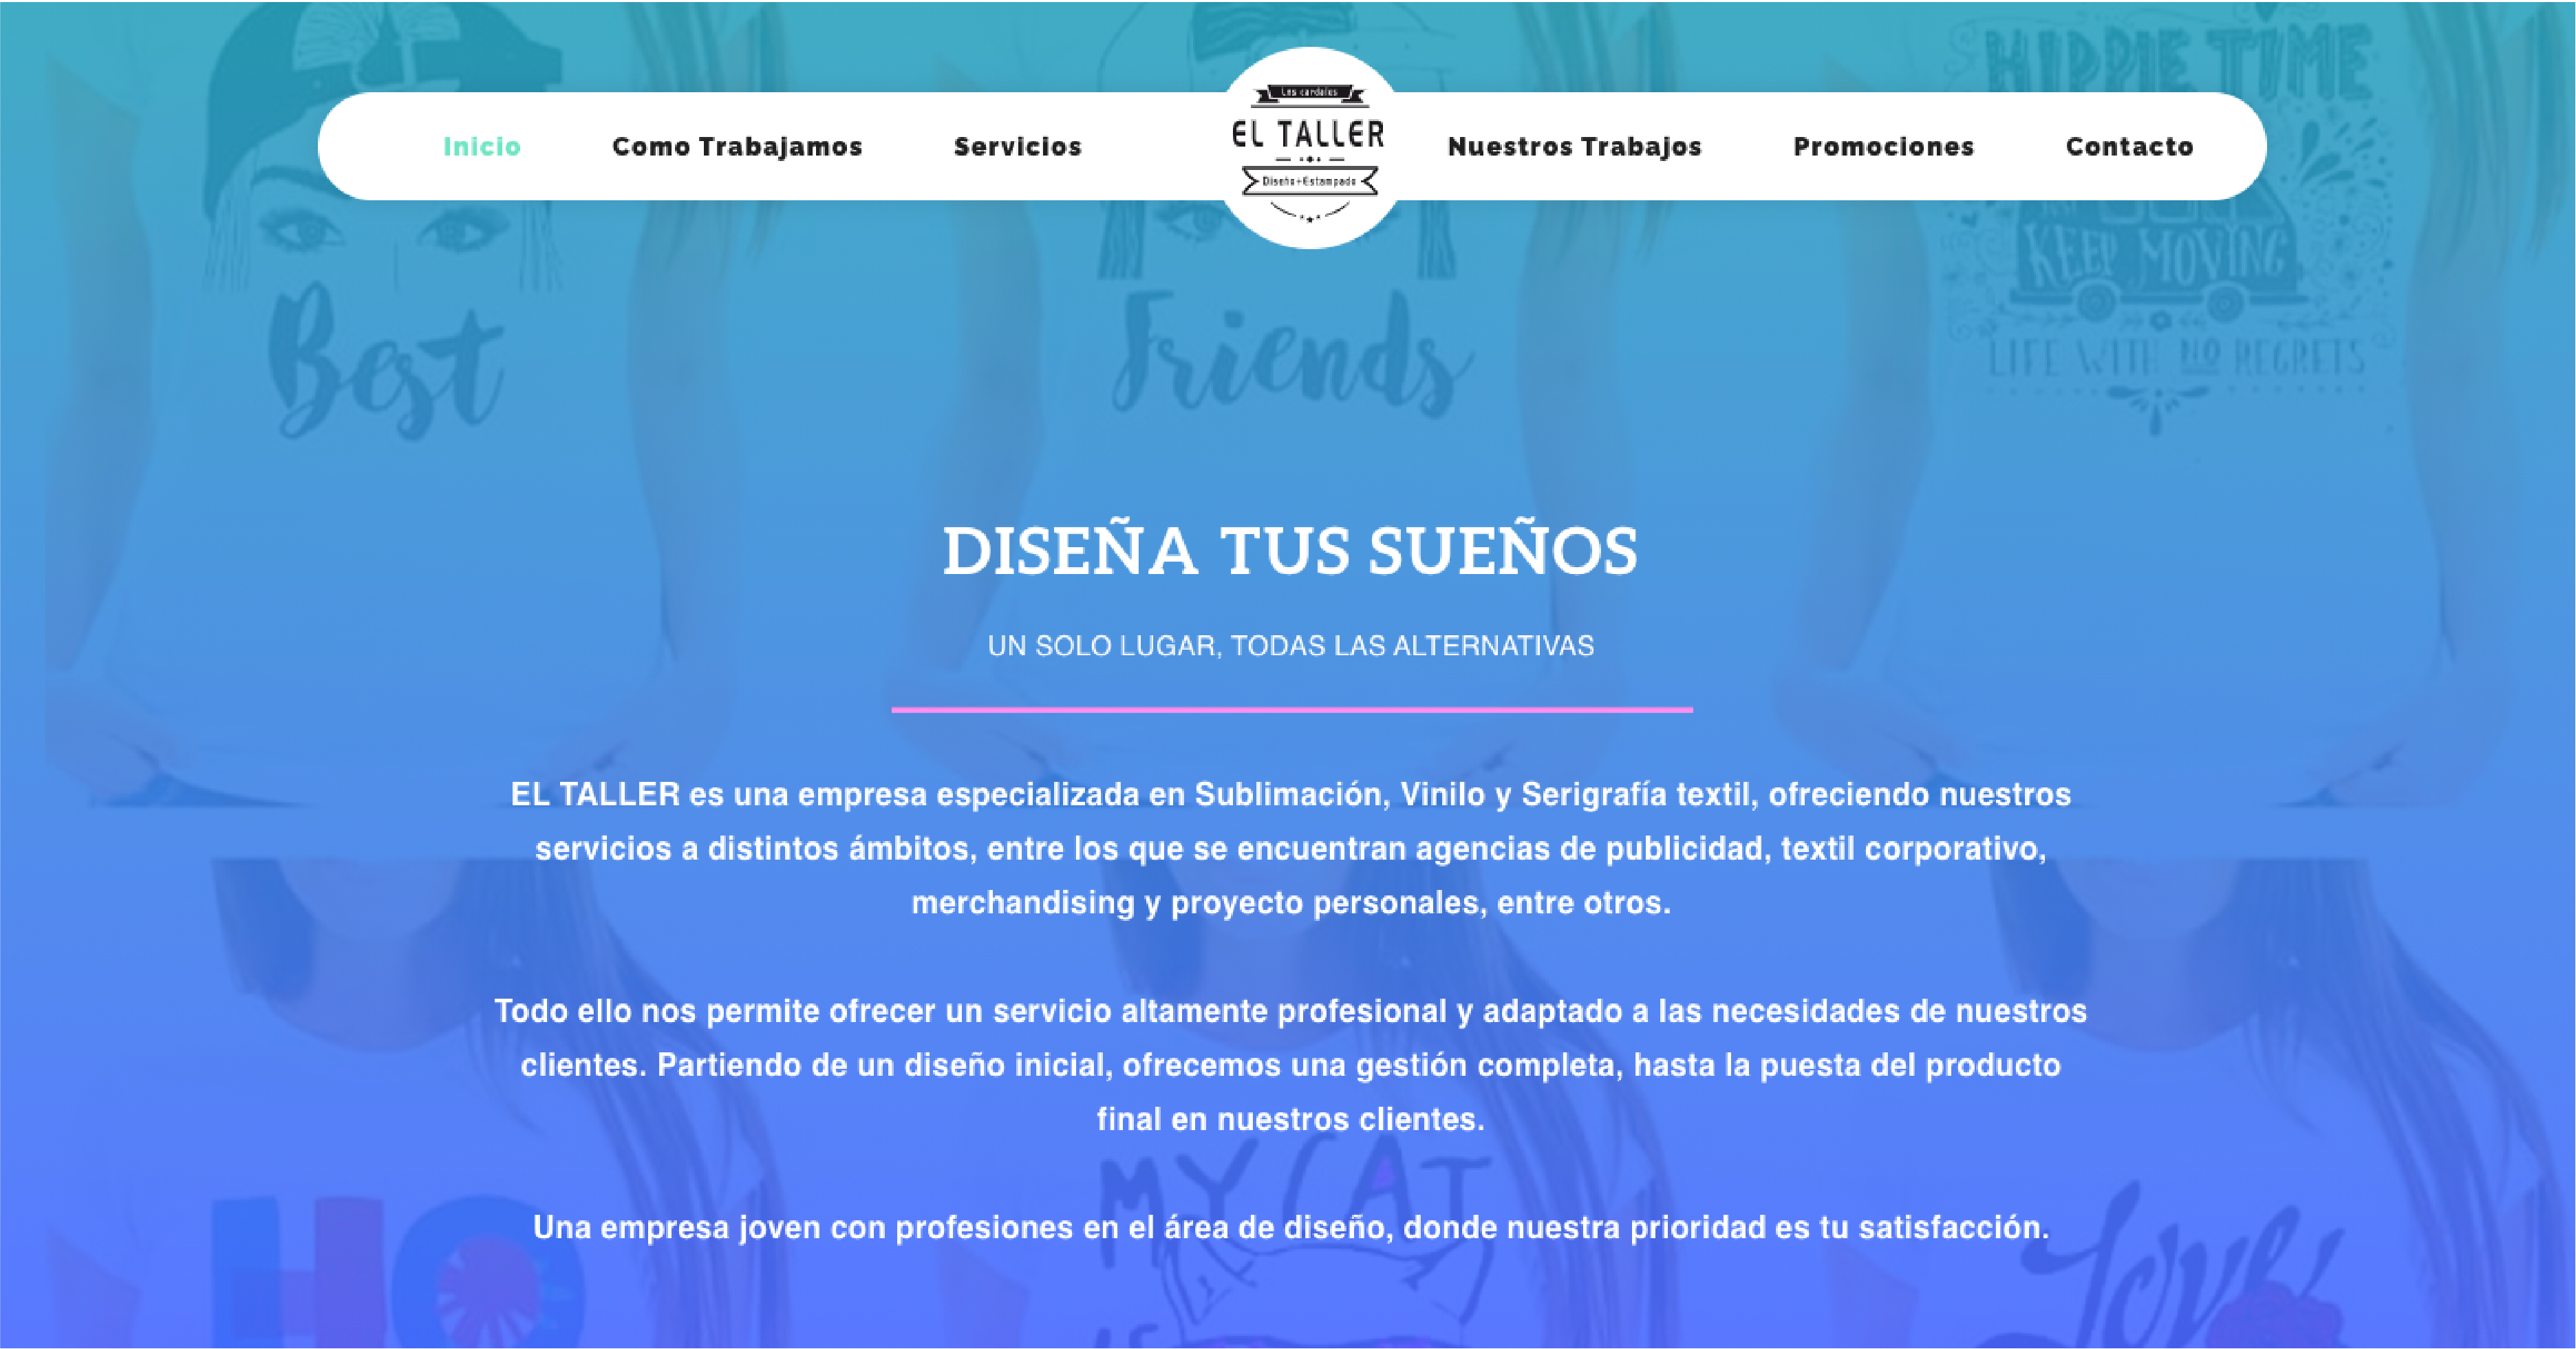 HIPPIE TIME
Los cardales
EL TALLER
Diseño+Estampado
Inicio
Como Trabajamos
Servicios
Nuestros Trabajos
Promociones
Contacto
KEEP MOVING
LIFE WITH NO REGRETS
Best
Friends
DISEÑA TUS SUEÑOS
UN SOLO LUGAR, TODAS LAS ALTERNATIVAS
EL TALLER es una empresa especializada en Sublimación, Vinilo y Serigrafía textil, ofreciendo nuestros
servicios a distintos ámbitos, entre los que se encuentran agencias de publicidad, textil corporativo,
merchandising y proyecto personales, entre otros.
Todo ello nos permite ofrecer un servicio altamente profesional y adaptado a las necesidades de nuestros
clientes. Partiendo de un diseño inicial, ofrecemos una gestión completa, hasta la puesta del producto
final en nuestros clientes.
Una empresa joven con profesiones en el área de diseño, donde nuestra prioridad es tu satisfacción.
HO
MY CAT
IS
Love